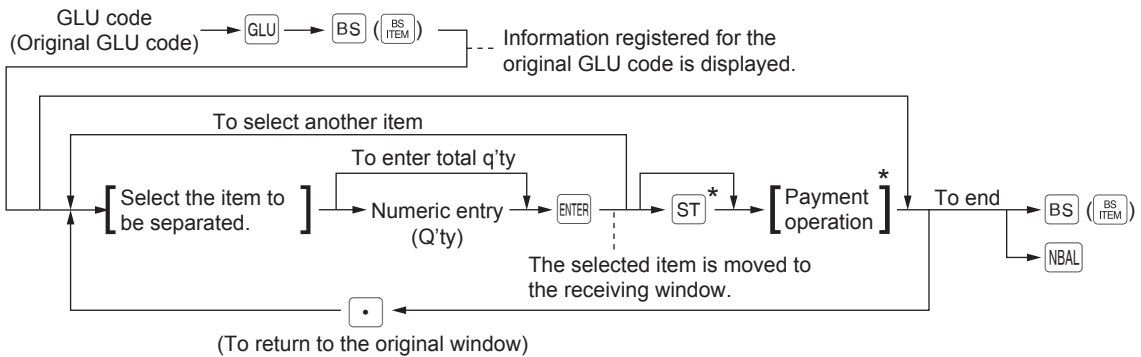 GLU code
(Original GLU code)
GLU
BS
(BS
ITEM)
Information registered for the
original GLU code is displayed.
To select another item
To enter total q'ty
[Select the item to
be separated.]
Numeric entry
(Q'ty)
ENTER
ST
*
[Payment
operation]
*
To end
BS
(BS
ITEM)
NBAL
The selected item is moved to
the receiving window.
•
(To return to the original window)